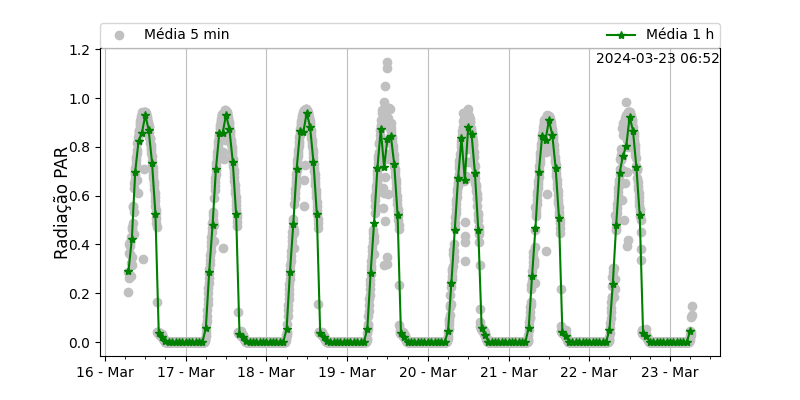 Média 5 min
Média 1 h
2024-03-23 06:52
Radiação PAR
1.2
1.0
0.8
0.6
0.4
0.2
0.0
16 - Mar
17 - Mar
18 - Mar
19 - Mar
20 - Mar
21 - Mar
22 - Mar
23 - Mar